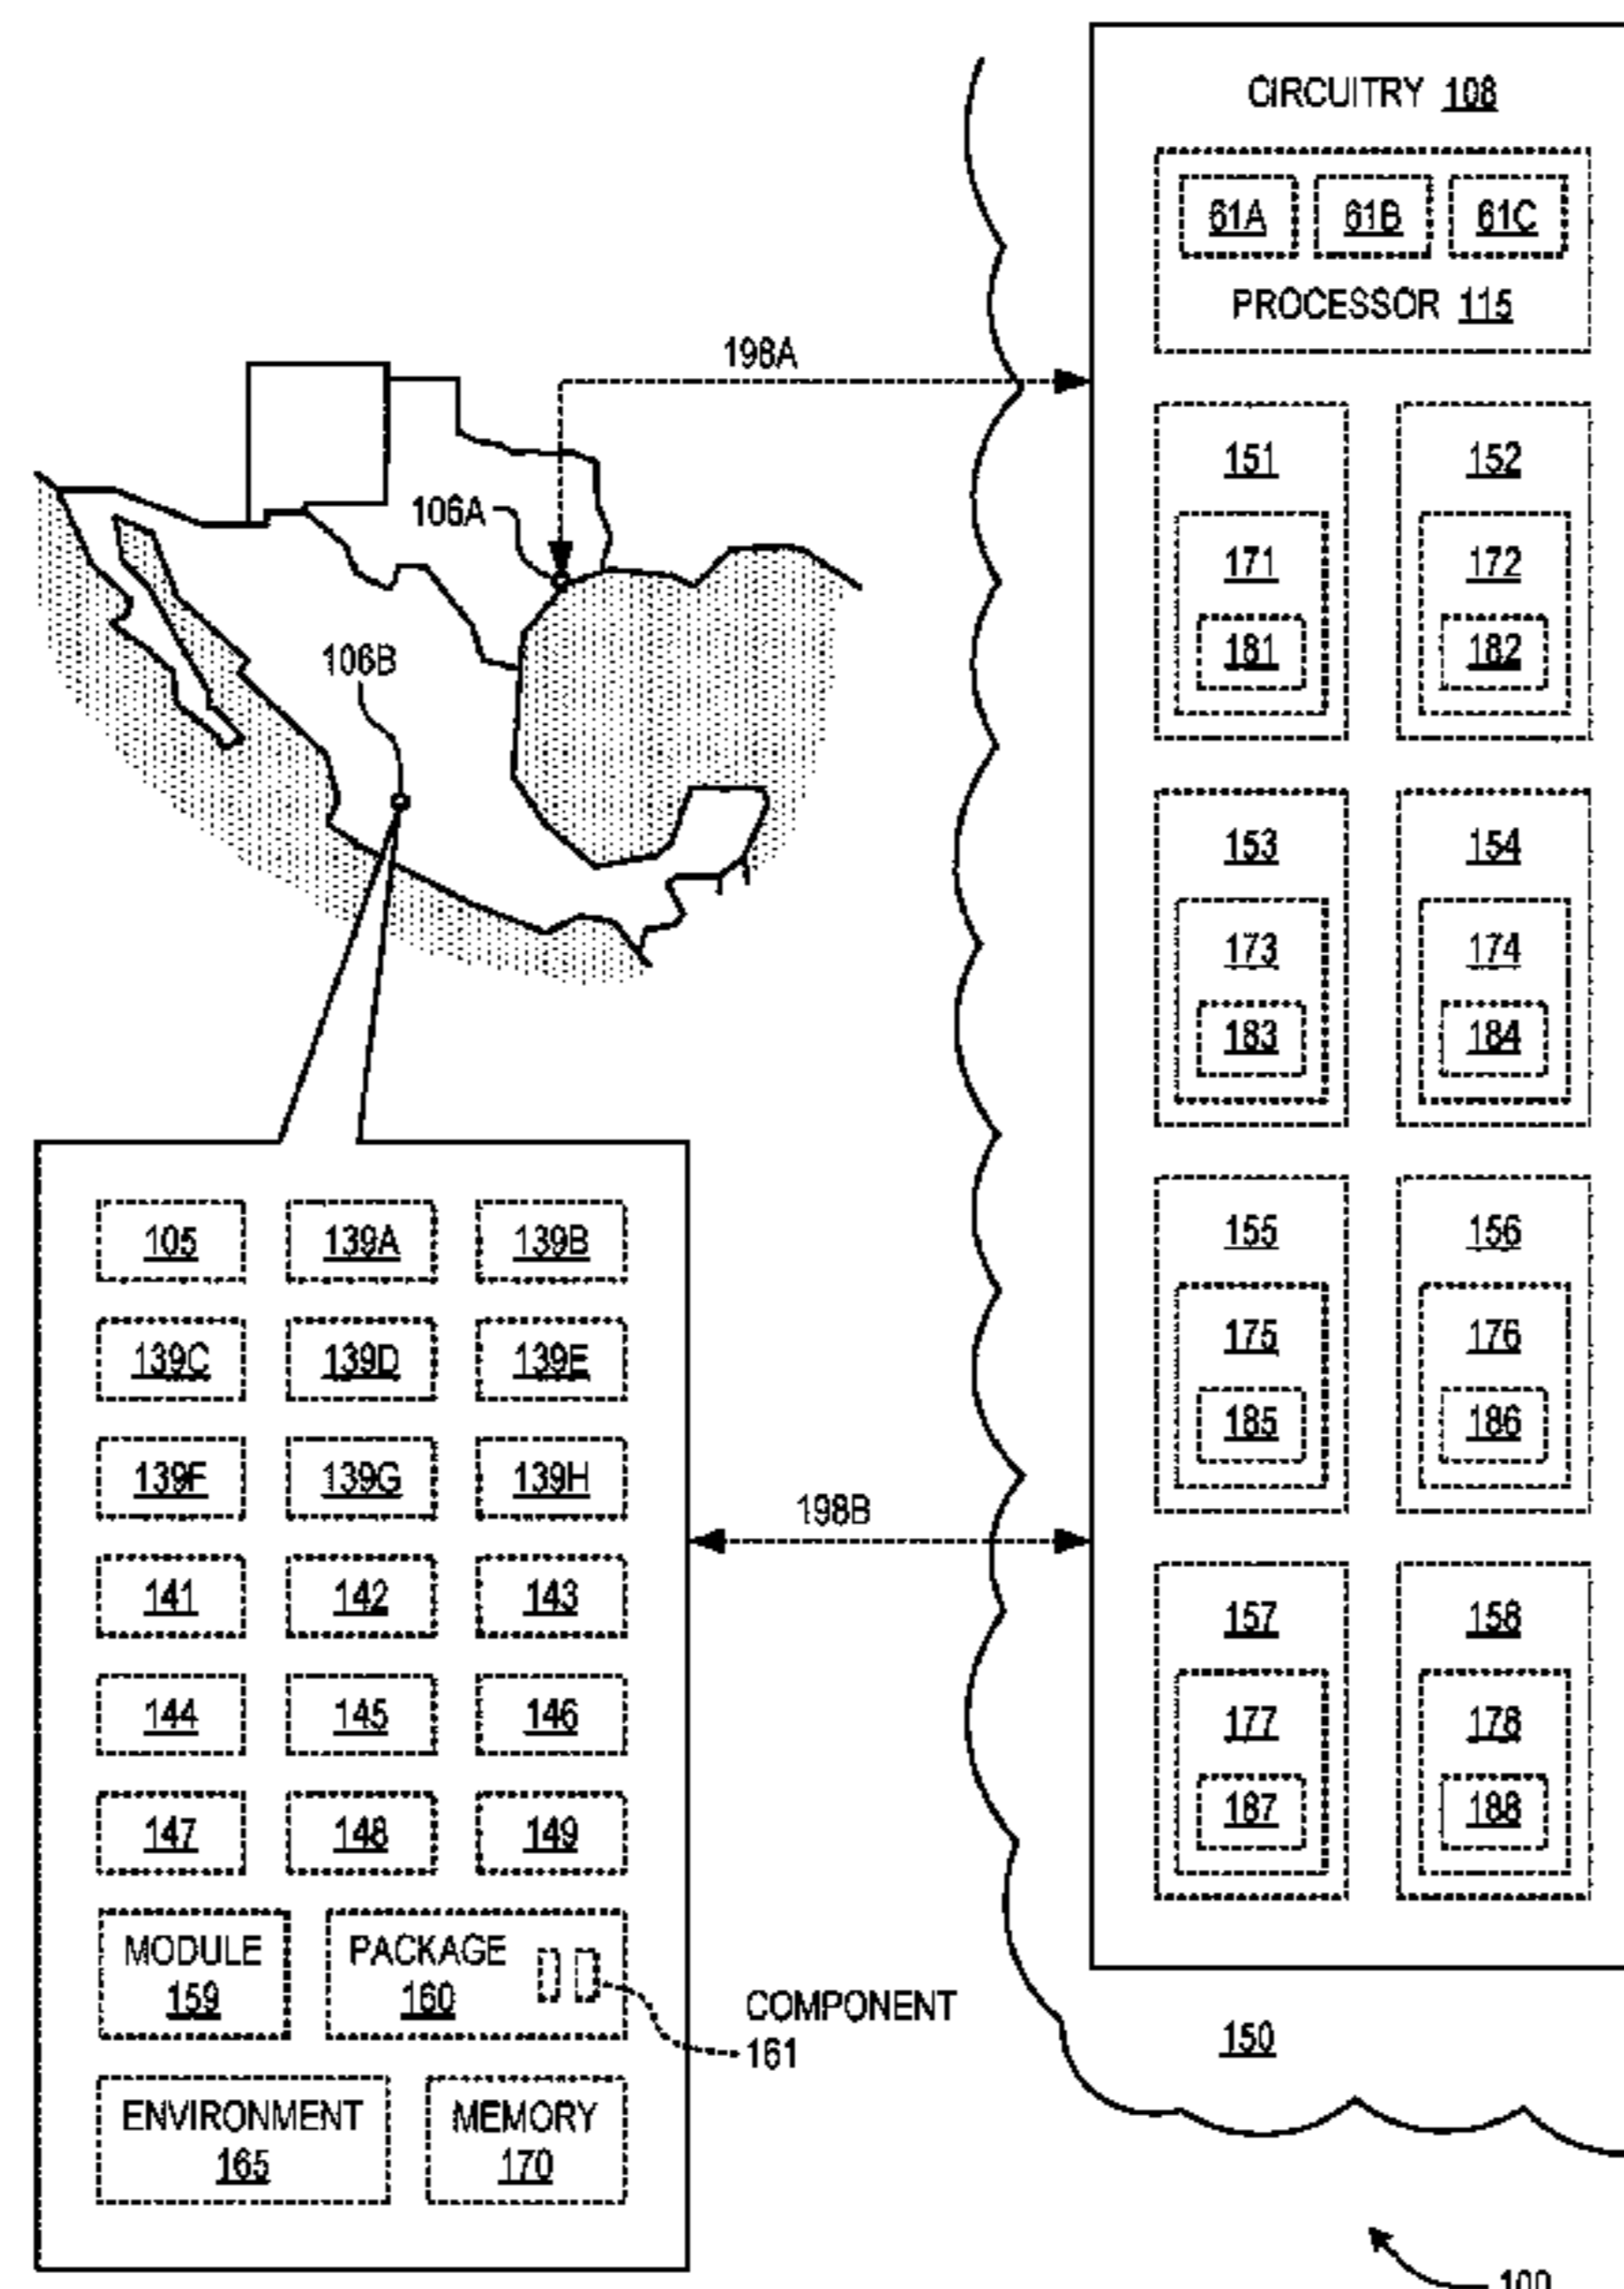 CIRCUITRY 108
61A 61B 61C
PROCESSOR 115
198A
151 152
106A
171 172
106B
181 182
153 154
173 174
183 184
105 139A 139B
155 156
139C 139D 139E
175 176
185 186
139F 139G 139H
198B
141 142 143
157 158
144 145 146
177 178
187 188
147 148 149
MODULE
159
PACKAGE
160
COMPONENT
161
150
ENVIRONMENT
165
MEMORY
170
100